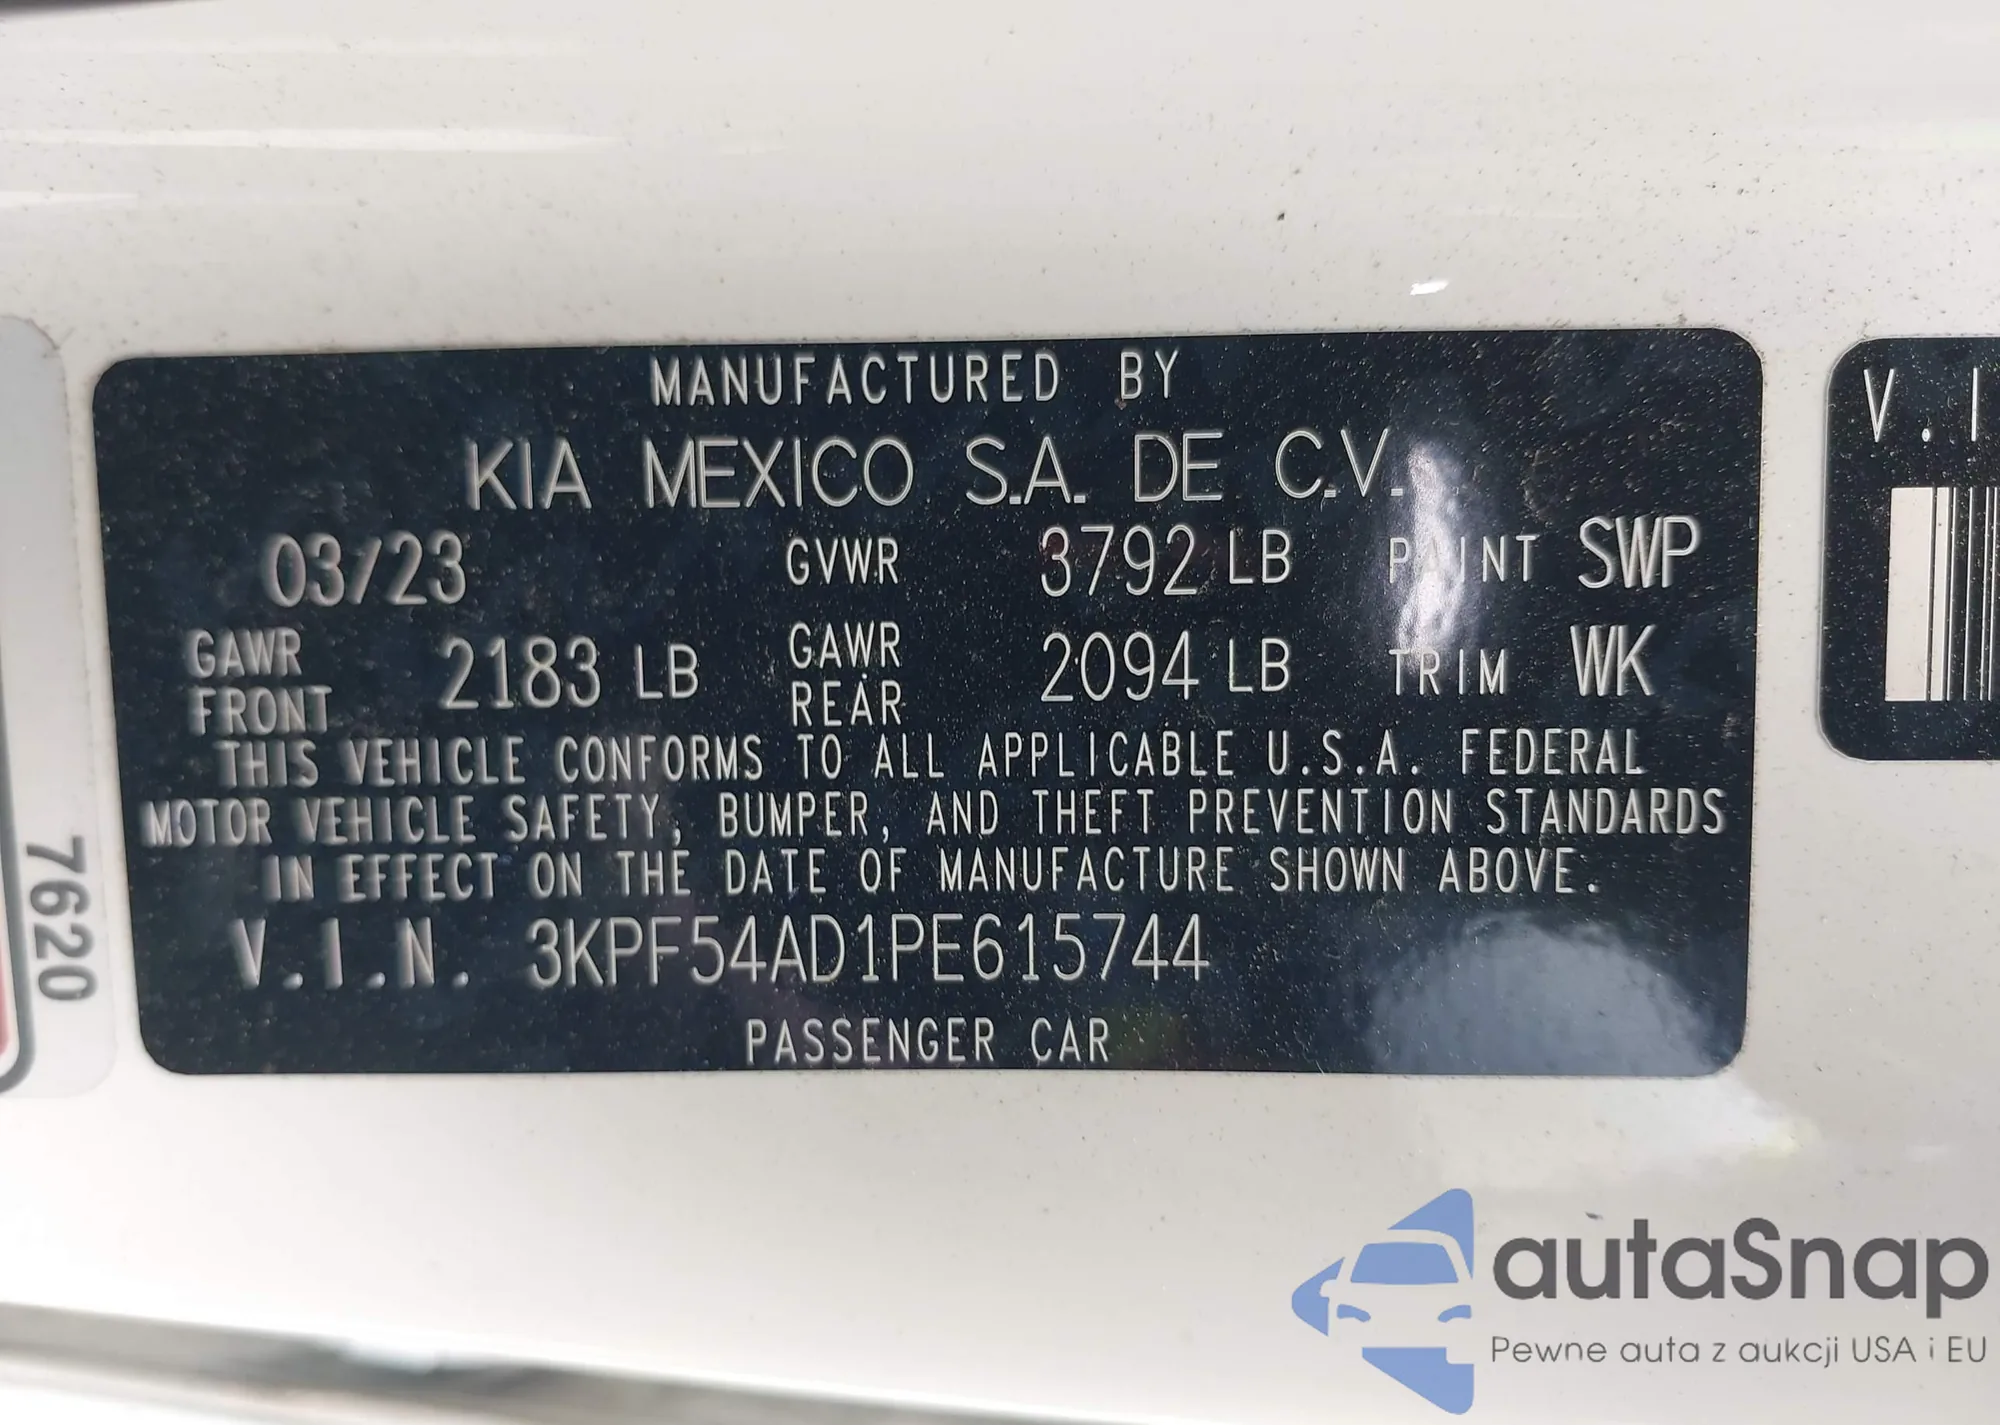 MANUFACTURED BY
KIA MEXICO S.A. DE C.V.
03/23 GVWR 3792 LB PAINT SWP
GAWR FRONT 2183 LB GAWR REAR 2094 LB TRIM WK
THIS VEHICLE CONFORMS TO ALL APPLICABLE U.S.A. FEDERAL
MOTOR VEHICLE SAFETY, BUMPER, AND THEFT PREVENTION STANDARDS
IN EFFECT ON THE DATE OF MANUFACTURE SHOWN ABOVE.
V.I.N. 3KPF54AD1PE615744
PASSENGER CAR
7620
V.I
autaSnap
Pewne auta z aukcji USA i EU